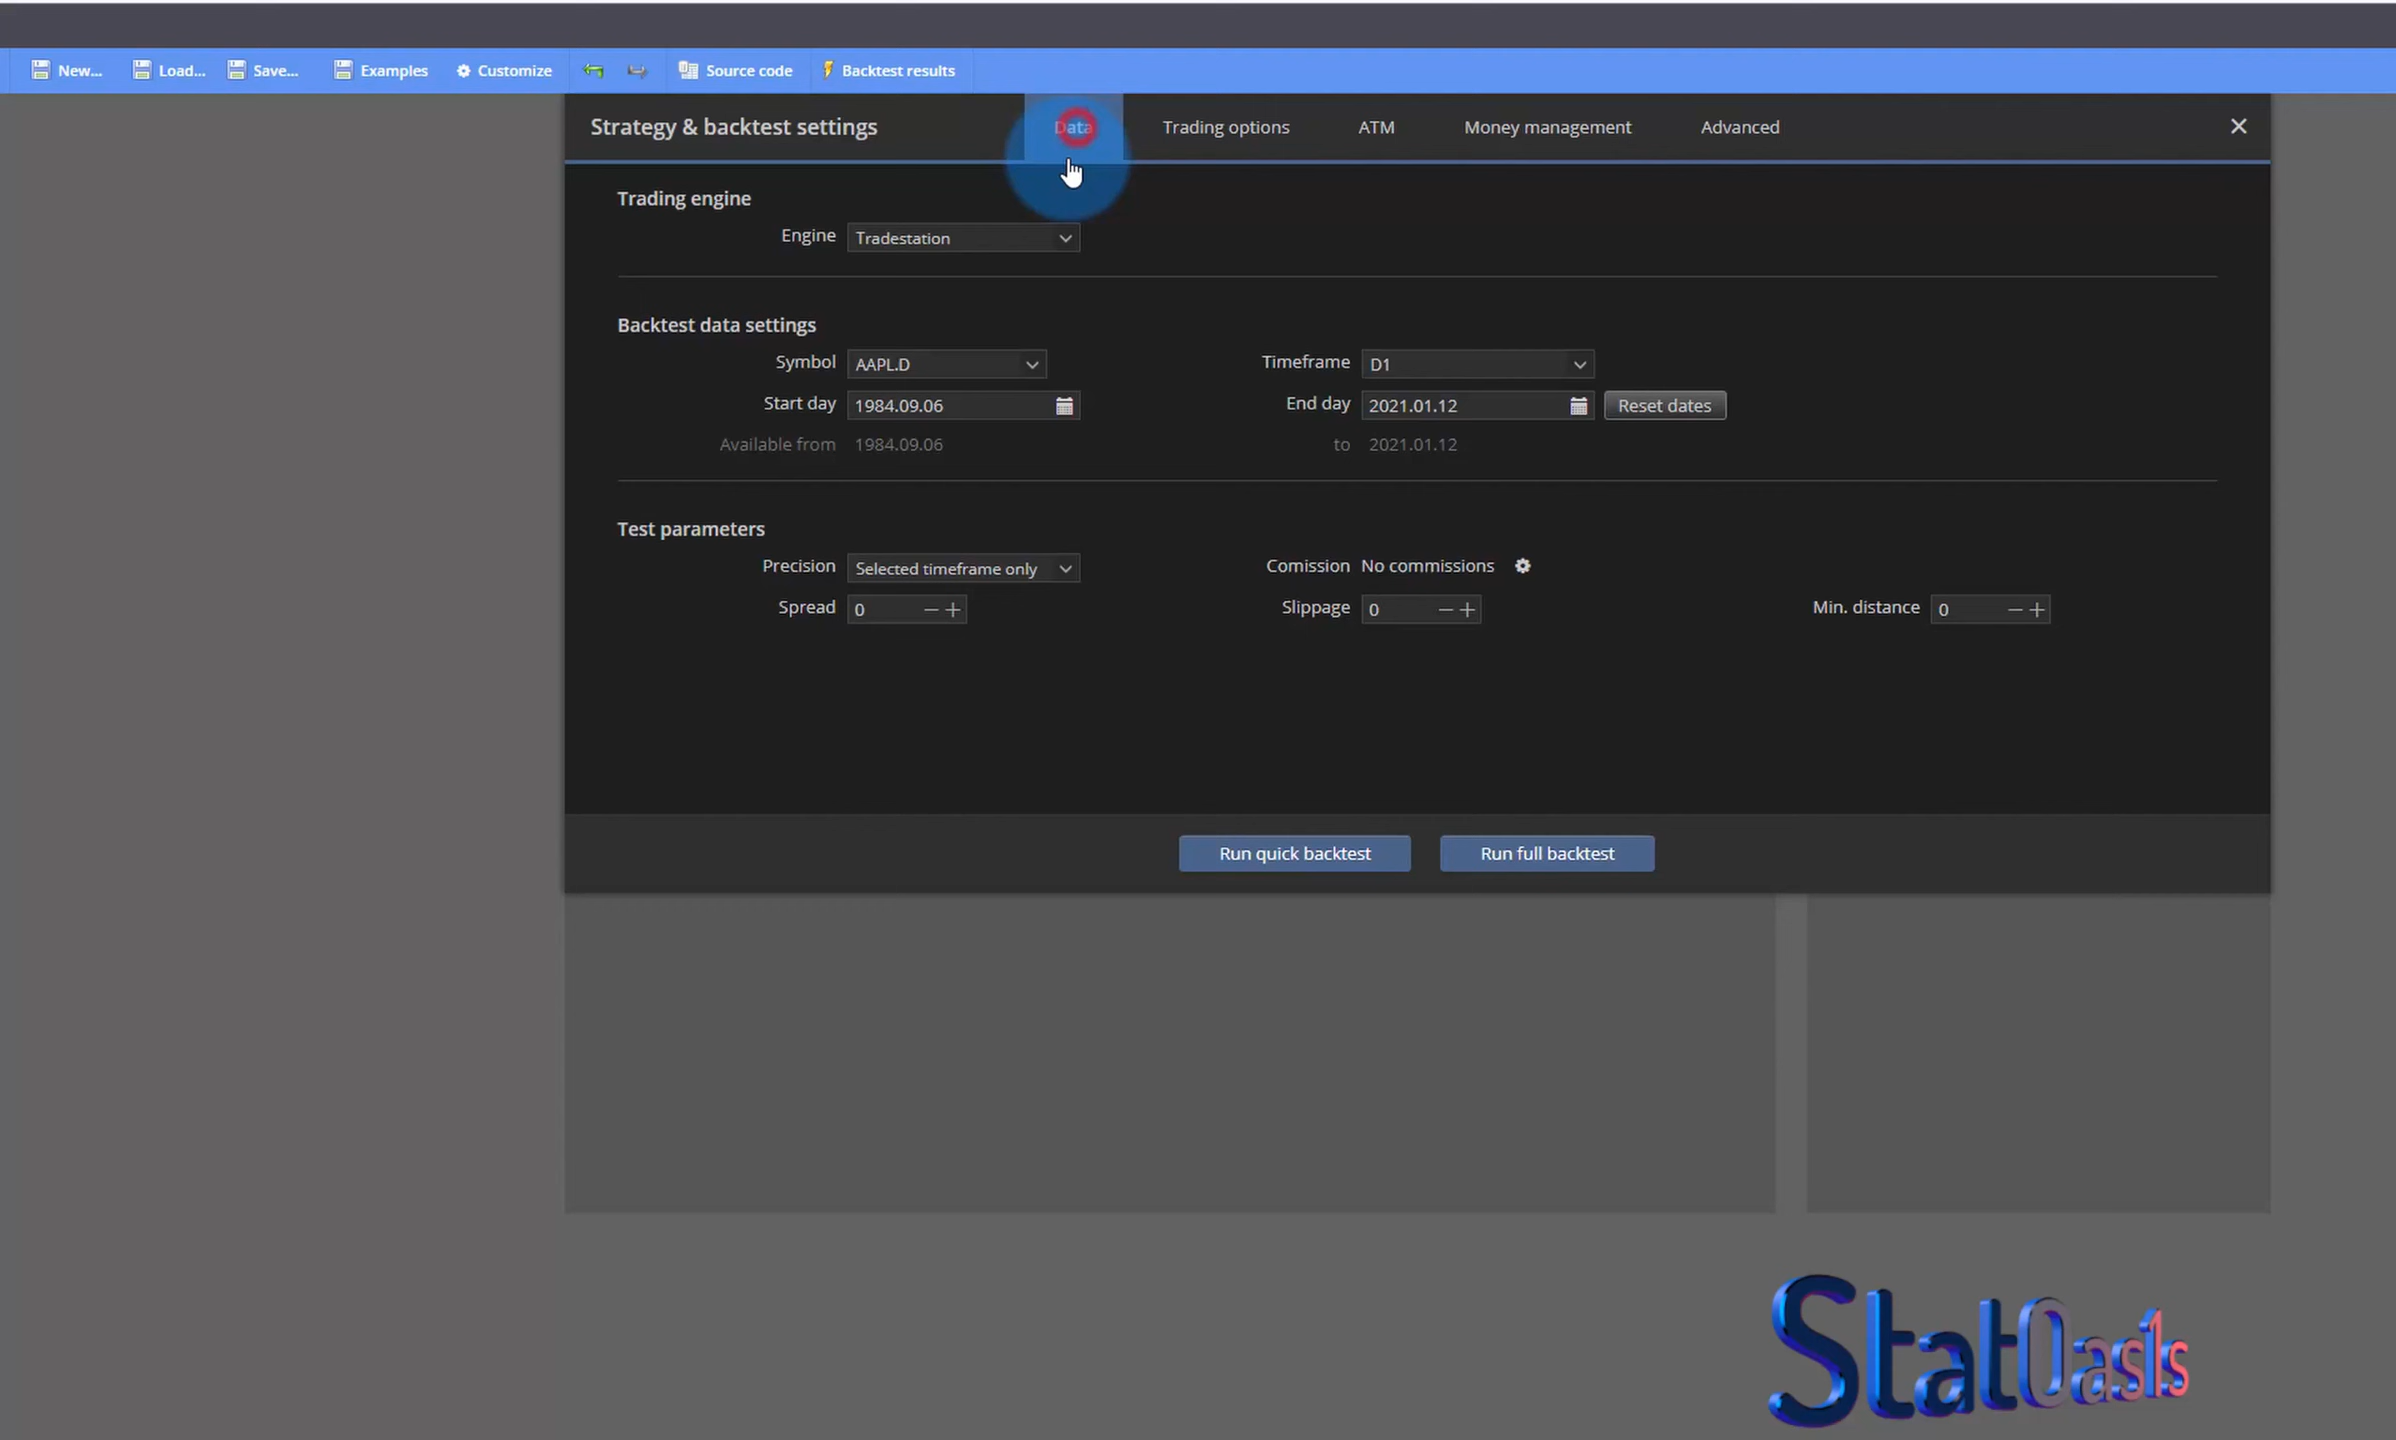 New... Load... Save... Examples Customize Source code Backtest results
Strategy & backtest settings Data Trading options ATM Money management Advanced
Trading engine
Engine Tradestation
Backtest data settings
Symbol AAPL.D Timeframe D1
Start day 1984.09.06 End day 2021.01.12 Reset dates
Available from 1984.09.06 to 2021.01.12
Test parameters
Precision Selected timeframe only Comission No commissions
Spread 0 Slippage 0 Min. distance 0
Run quick backtest Run full backtest
StatOasis